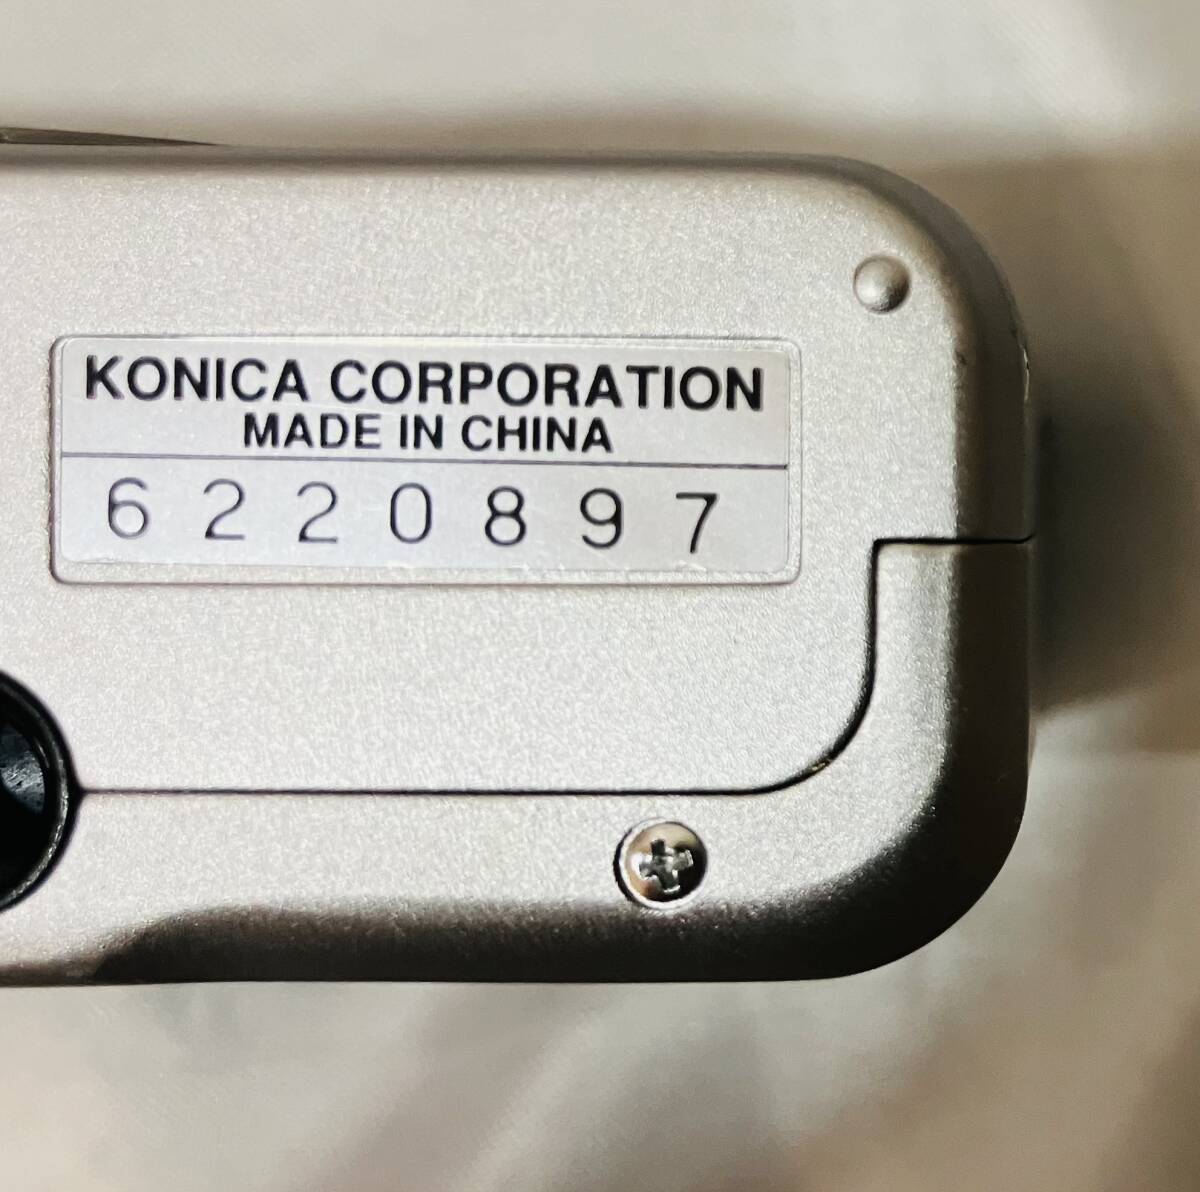 KONICA CORPORATION
MADE IN CHINA
6220897